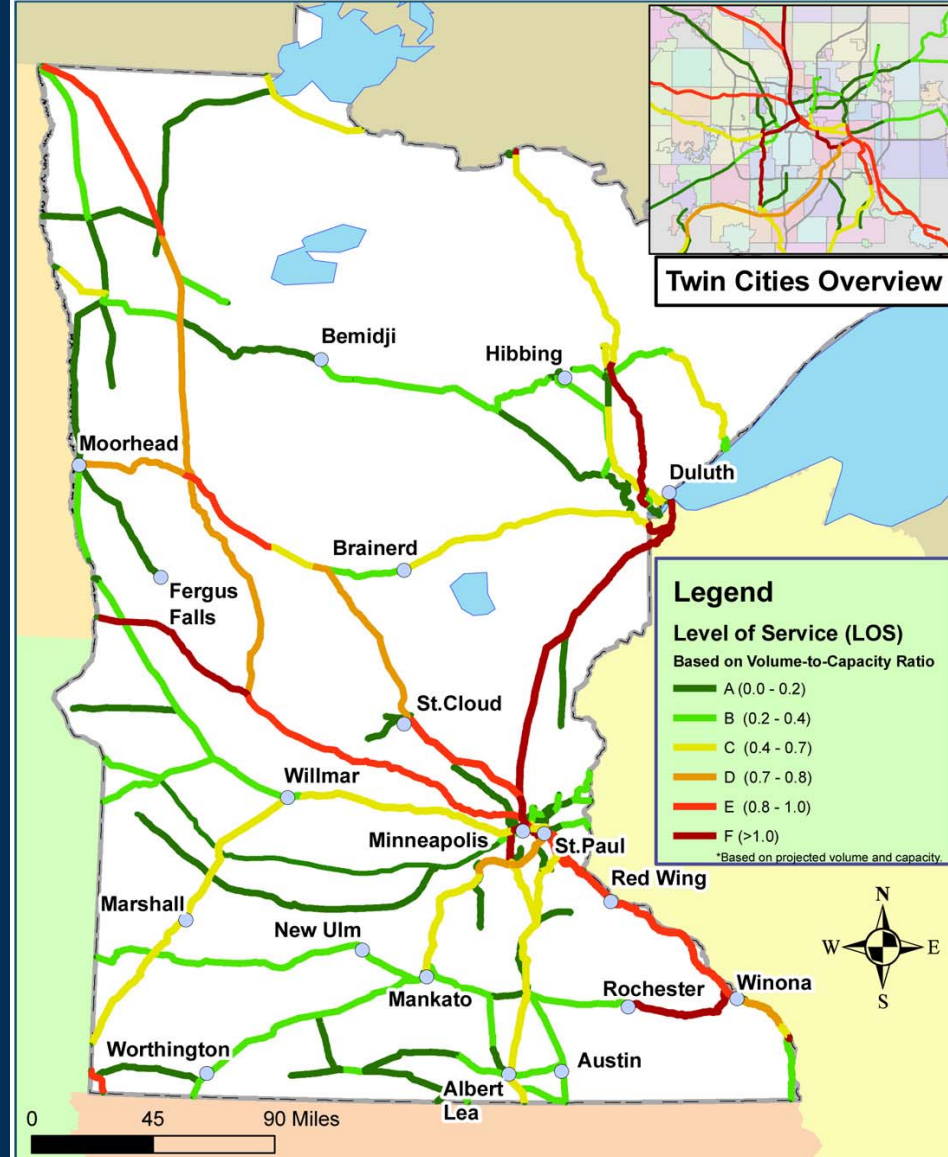 Twin Cities Overview
Bemidji
Hibbing
Moorhead
Duluth
Brainerd
Fergus
Falls
St.Cloud
Willmar
Minneapolis
St.Paul
Red Wing
Marshall
New Ulm
Mankato
Rochester
Winona
Worthington
Albert
Lea
Austin
Legend
Level of Service (LOS)
Based on Volume-to-Capacity Ratio
A (0.0 - 0.2)
B (0.2 - 0.4)
C (0.4 - 0.7)
D (0.7 - 0.8)
E (0.8 - 1.0)
F (>1.0)
*Based on projected volume and capacity.
N
W E
S
0 45 90 Miles